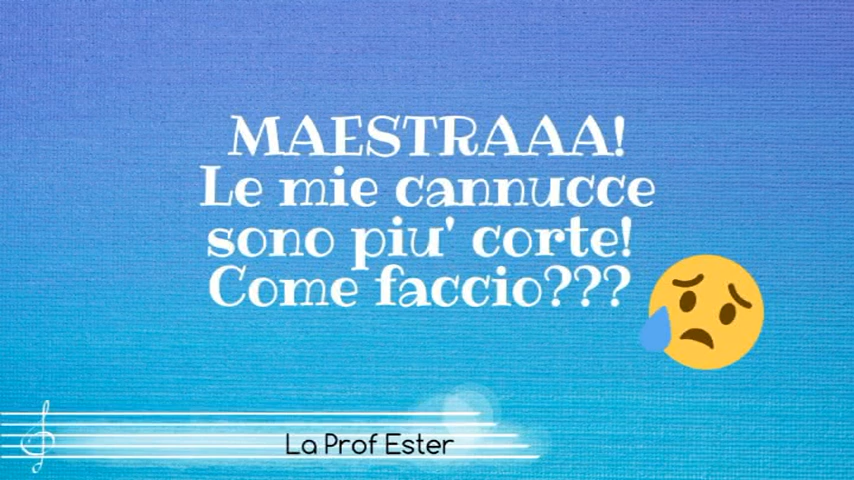 MAESTRAAA!
Le mie cannucce
sono piu' corte!
Come faccio???
La Prof Ester